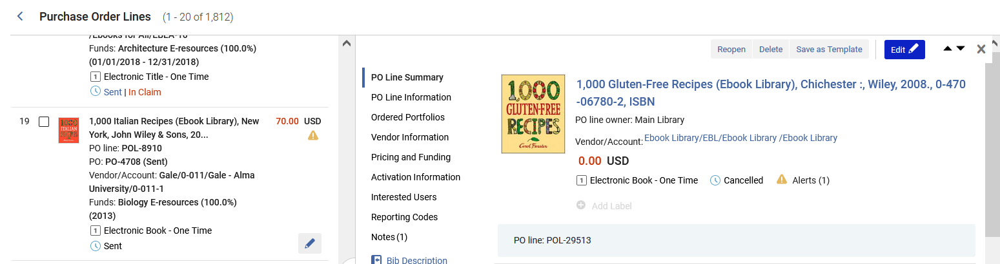 Purchase Order Lines (1 - 20 of 1,812)
Funds: Architecture E-resources (100.0%)
(01/01/2018 - 12/31/2018)
1 Electronic Title - One Time
Sent | In Claim
19
1,000 Italian Recipes (Ebook Library), New
York, John Wiley & Sons, 20...
70.00 USD
PO line: POL-8910
PO: PO-4708 (Sent)
Vendor/Account: Gale/0-011/Gale - Alma
University/0-011-1
Funds: Biology E-resources (100.0%)
(2013)
1 Electronic Book - One Time
Sent
PO Line Summary
PO Line Information
Ordered Portfolios
Vendor Information
Pricing and Funding
Activation Information
Interested Users
Reporting Codes
Notes (1)
Bib Description
Reopen Delete Save as Template Edit
1,000
GLUTEN-FREE
RECIPES
1,000 Gluten-Free Recipes (Ebook Library), Chichester :, Wiley, 2008., 0-470
-06780-2, ISBN
PO line owner: Main Library
Vendor/Account: Ebook Library/EBL/Ebook Library /Ebook Library
0.00 USD
1 Electronic Book - One Time Cancelled Alerts (1)
Add Label
PO line: POL-29513